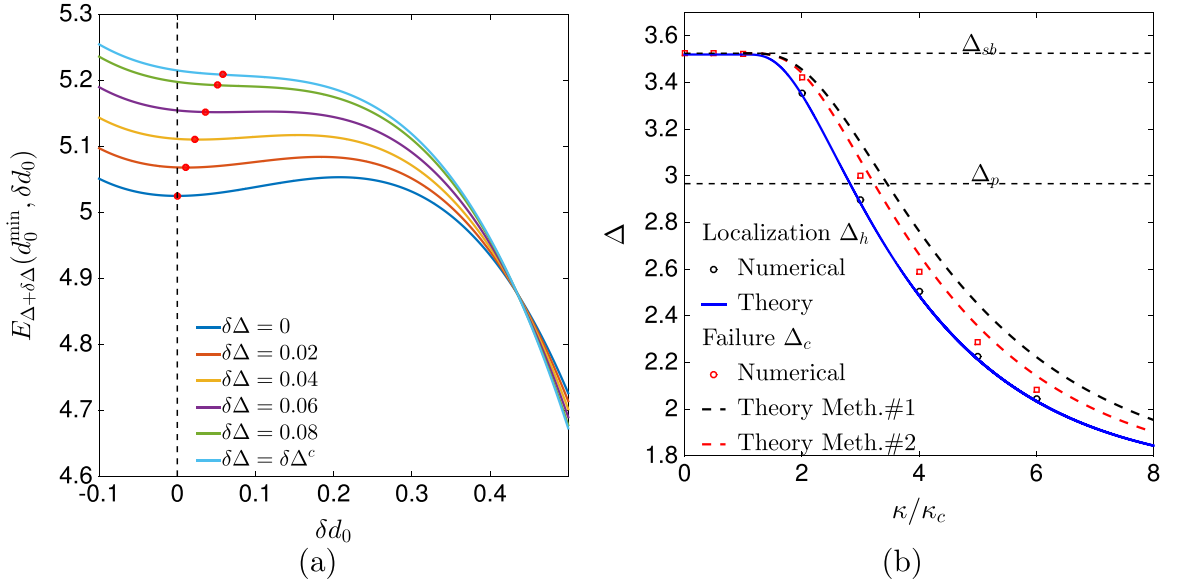 5.3
5.2
5.1
5
4.9
4.8
4.7
4.6
-0.1
0
0.1
0.2
0.3
0.4
E_{Δ+δΔ}(d_0^{min}, δd_0)
δΔ = 0
δΔ = 0.02
δΔ = 0.04
δΔ = 0.06
δΔ = 0.08
δΔ = δΔ^c
δd_0
(a)
3.6
3.4
3.2
3
2.8
2.6
2.4
2.2
2
1.8
0
2
4
6
8
Δ
Δ_{sb}
Δ_p
Localization Δ_h
Numerical
Theory
Failure Δ_c
Numerical
Theory Meth.#1
Theory Meth.#2
κ/κ_c
(b)